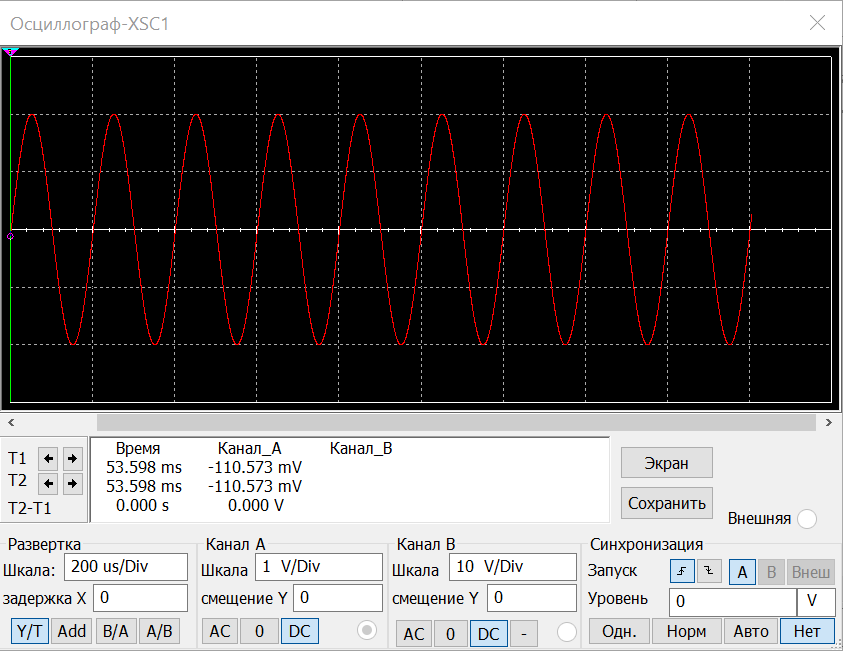 Осциллограф-XSC1
T1
T2
T2-T1
Время Канал_А Канал_В
53.598 ms -110.573 mV
53.598 ms -110.573 mV
0.000 s 0.000 V
Экран
Сохранить
Внешняя
Развертка
Шкала: 200 us/Div
задержка X 0
Y/T Add B/A A/B
Канал A
Шкала 1 V/Div
смещение Y 0
AC 0 DC
Канал B
Шкала 10 V/Div
смещение Y 0
AC 0 DC -
Синхронизация
Запуск A B Внеш
Уровень 0 V
Одн. Норм Авто Нет